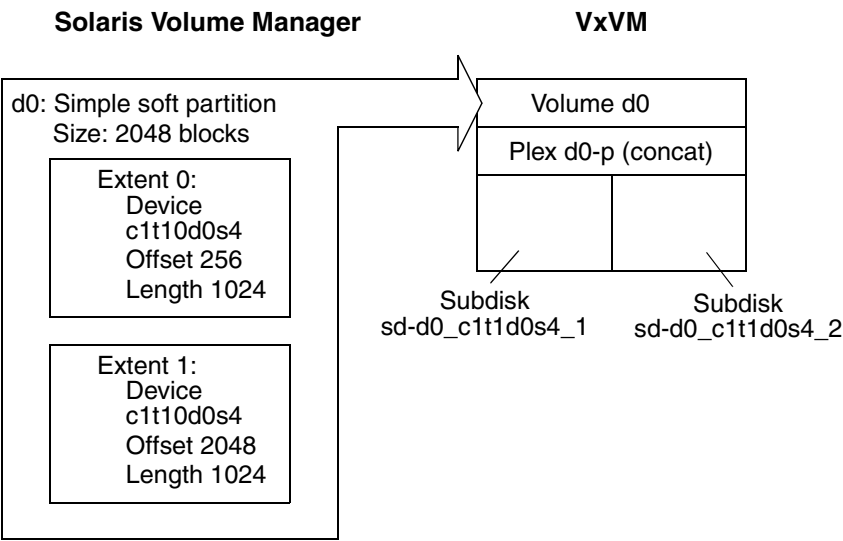 Solaris Volume Manager
VxVM
d0: Simple soft partition
Size: 2048 blocks
Extent 0:
Device
c1t10d0s4
Offset 256
Length 1024
Extent 1:
Device
c1t10d0s4
Offset 2048
Length 1024
Volume d0
Plex d0-p (concat)
Subdisk
sd-d0_c1t1d0s4_1
Subdisk
sd-d0_c1t1d0s4_2